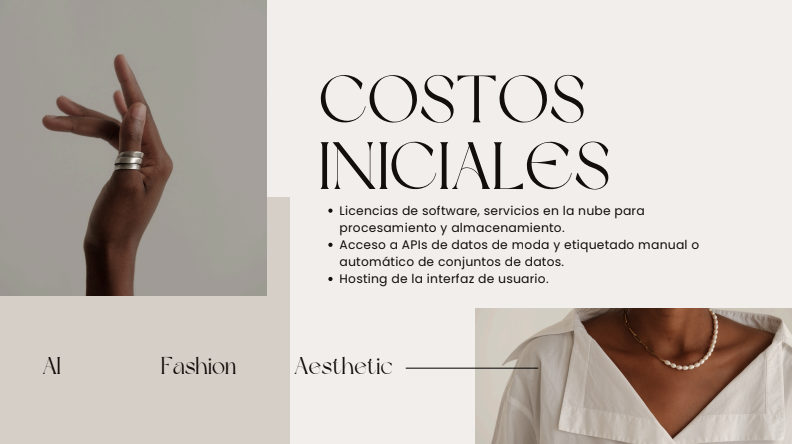 COSTOS
INICIALES
• Licencias de software, servicios en la nube para
procesamiento y almacenamiento.
• Acceso a APIs de datos de moda y etiquetado manual o
automático de conjuntos de datos.
• Hosting de la interfaz de usuario.
AI Fashion Aesthetic